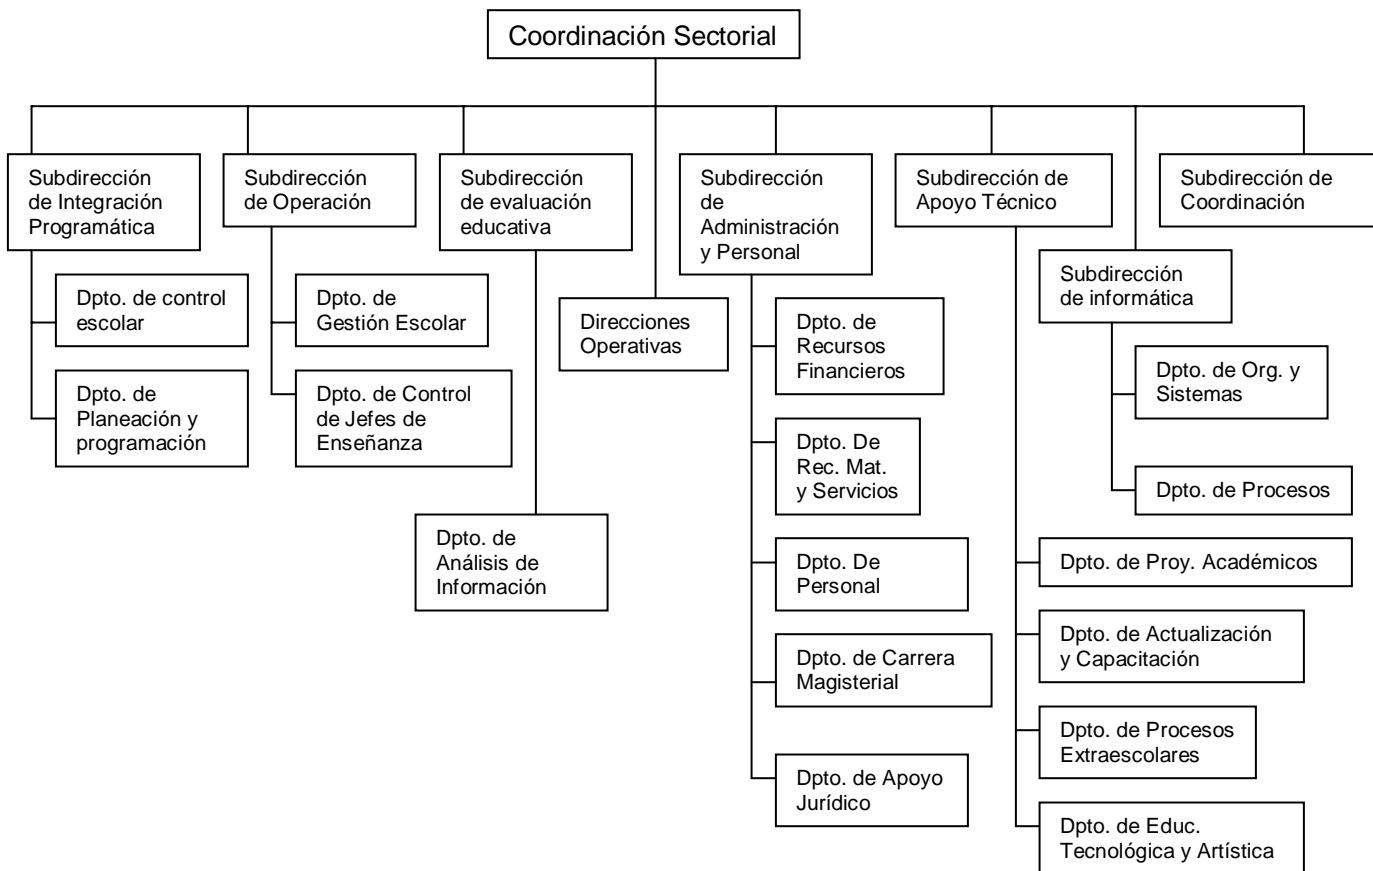 Coordinación Sectorial
Subdirección
de Integración
Programática
Dpto. de control
escolar
Dpto. de
Planeación y
programación
Subdirección
de Operación
Dpto. de
Gestión Escolar
Dpto. de Control
de Jefes de
Enseñanza
Subdirección
de evaluación
educativa
Dpto. de
Análisis de
Información
Direcciones
Operativas
Subdirección
de
Administración
y Personal
Dpto. de
Recursos
Financieros
Dpto. De
Rec. Mat.
y Servicios
Dpto. De
Personal
Dpto. de Carrera
Magisterial
Dpto. de Apoyo
Jurídico
Subdirección de
Apoyo Técnico
Dpto. de Proy. Académicos
Dpto. de Actualización
y Capacitación
Dpto. de Procesos
Extraescolares
Dpto. de Educ.
Tecnológica y Artística
Subdirección
de informática
Dpto. de Org. y
Sistemas
Dpto. de Procesos
Subdirección de
Coordinación